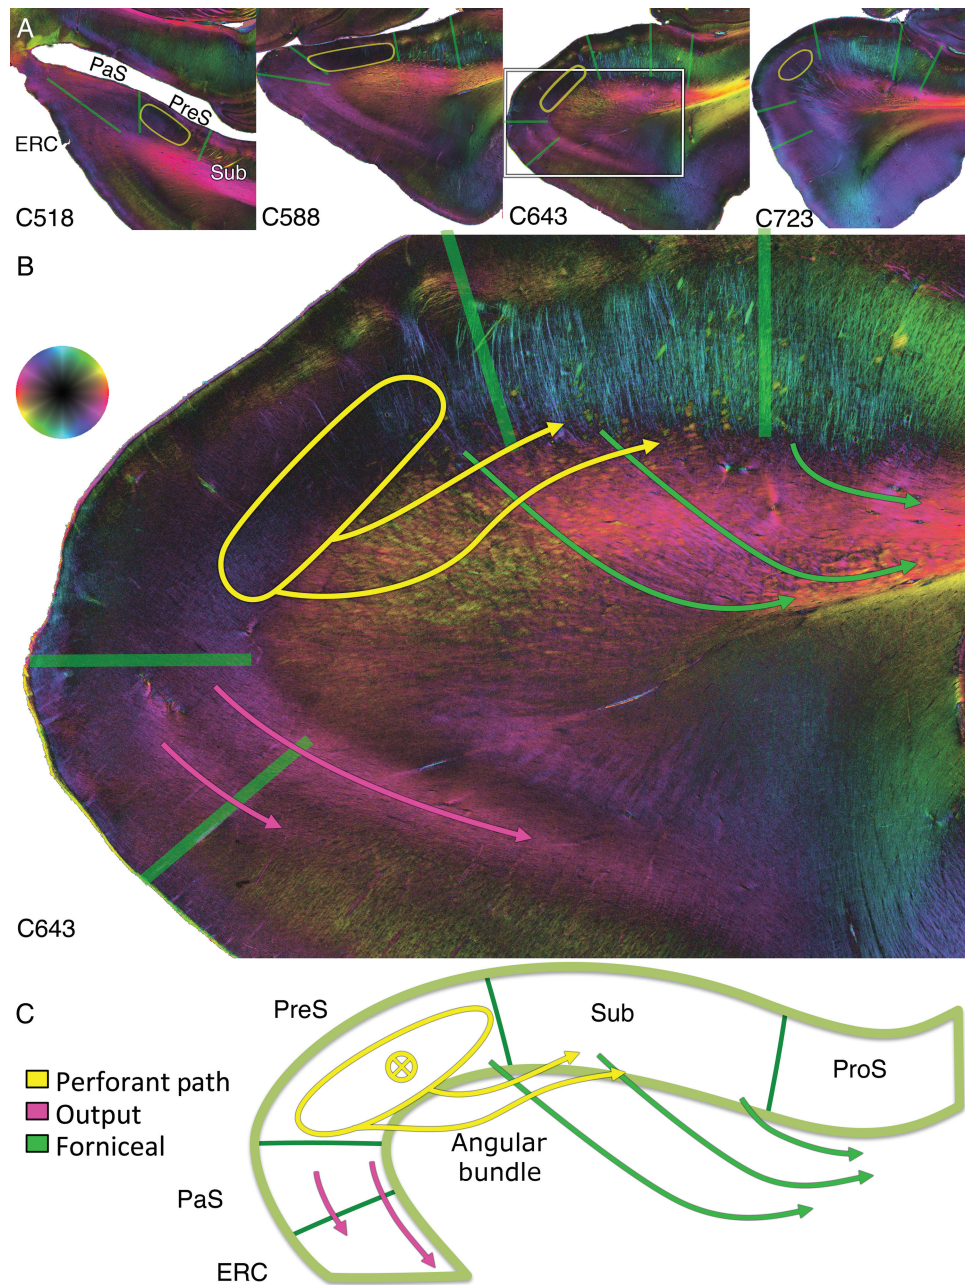 A
PaS
PreS
ERC
Sub
C518
C588
C643
C723
B
C643
C
PreS
Sub
ProS
Perforant path
Output
Forniceal
Angular
bundle
PaS
ERC